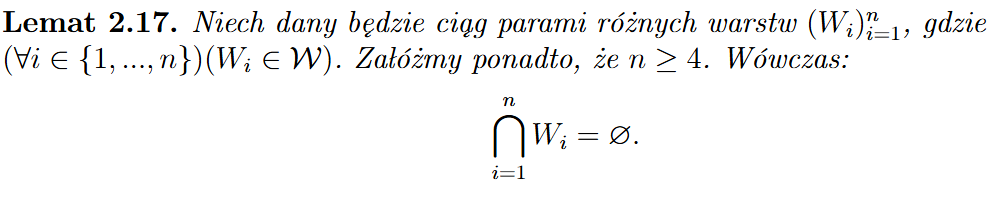 Lemat 2.17. Niech dany będzie ciąg parami różnych warstw $(W_i)_{i=1}^n$, gdzie
$(\forall i \in \{1, ..., n\})(W_i \in \mathcal{W})$. Załóżmy ponadto, że $n \geq 4$. Wówczas:
$\bigcap_{i=1}^{n} W_i = \varnothing.$